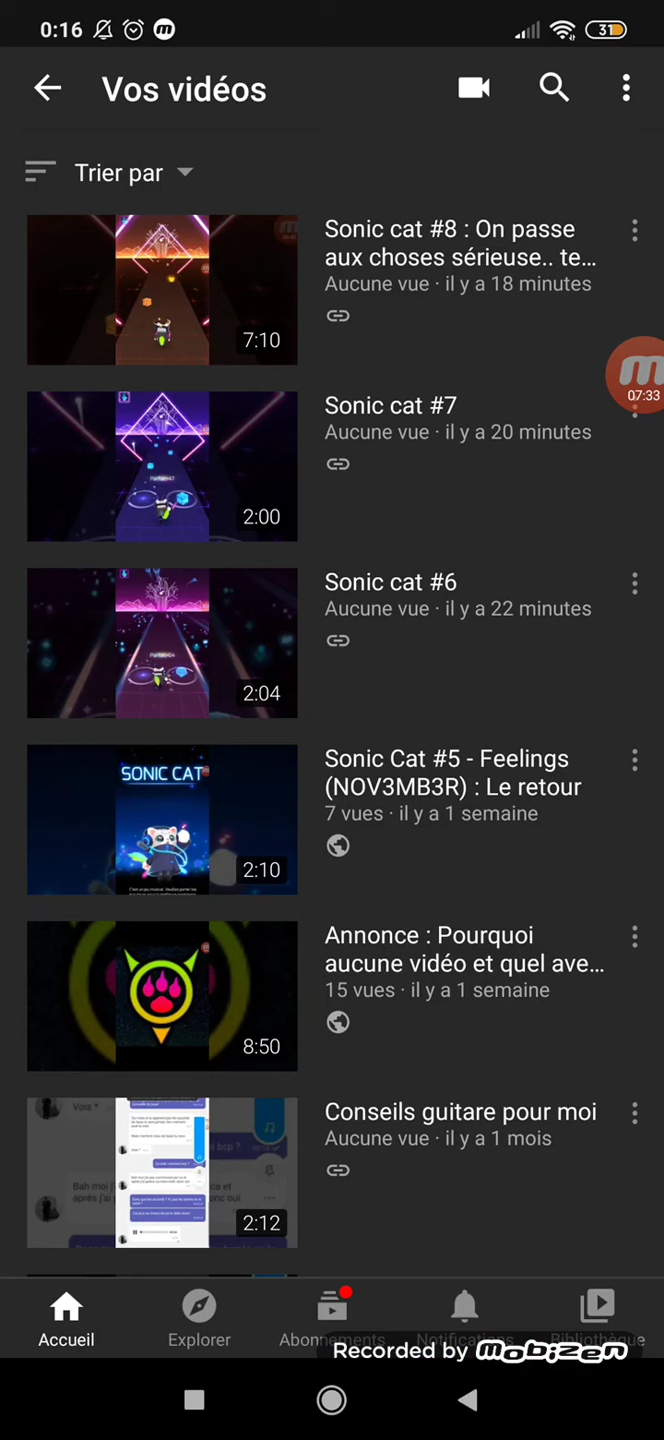 0:16
31
Vos vidéos
Trier par
7:10
Sonic cat #8 : On passe
aux choses sérieuse.. te...
Aucune vue · il y a 18 minutes
07:33
2:00
Sonic cat #7
Aucune vue · il y a 20 minutes
2:04
Sonic cat #6
Aucune vue · il y a 22 minutes
SONIC CAT
2:10
Sonic Cat #5 - Feelings
(NOV3MB3R) : Le retour
7 vues · il y a 1 semaine
8:50
Annonce : Pourquoi
aucune vidéo et quel ave...
15 vues · il y a 1 semaine
2:12
Conseils guitare pour moi
Aucune vue · il y a 1 mois
Accueil
Explorer
Abonnements
Notifications
Bibliothèque
Recorded by mobizen